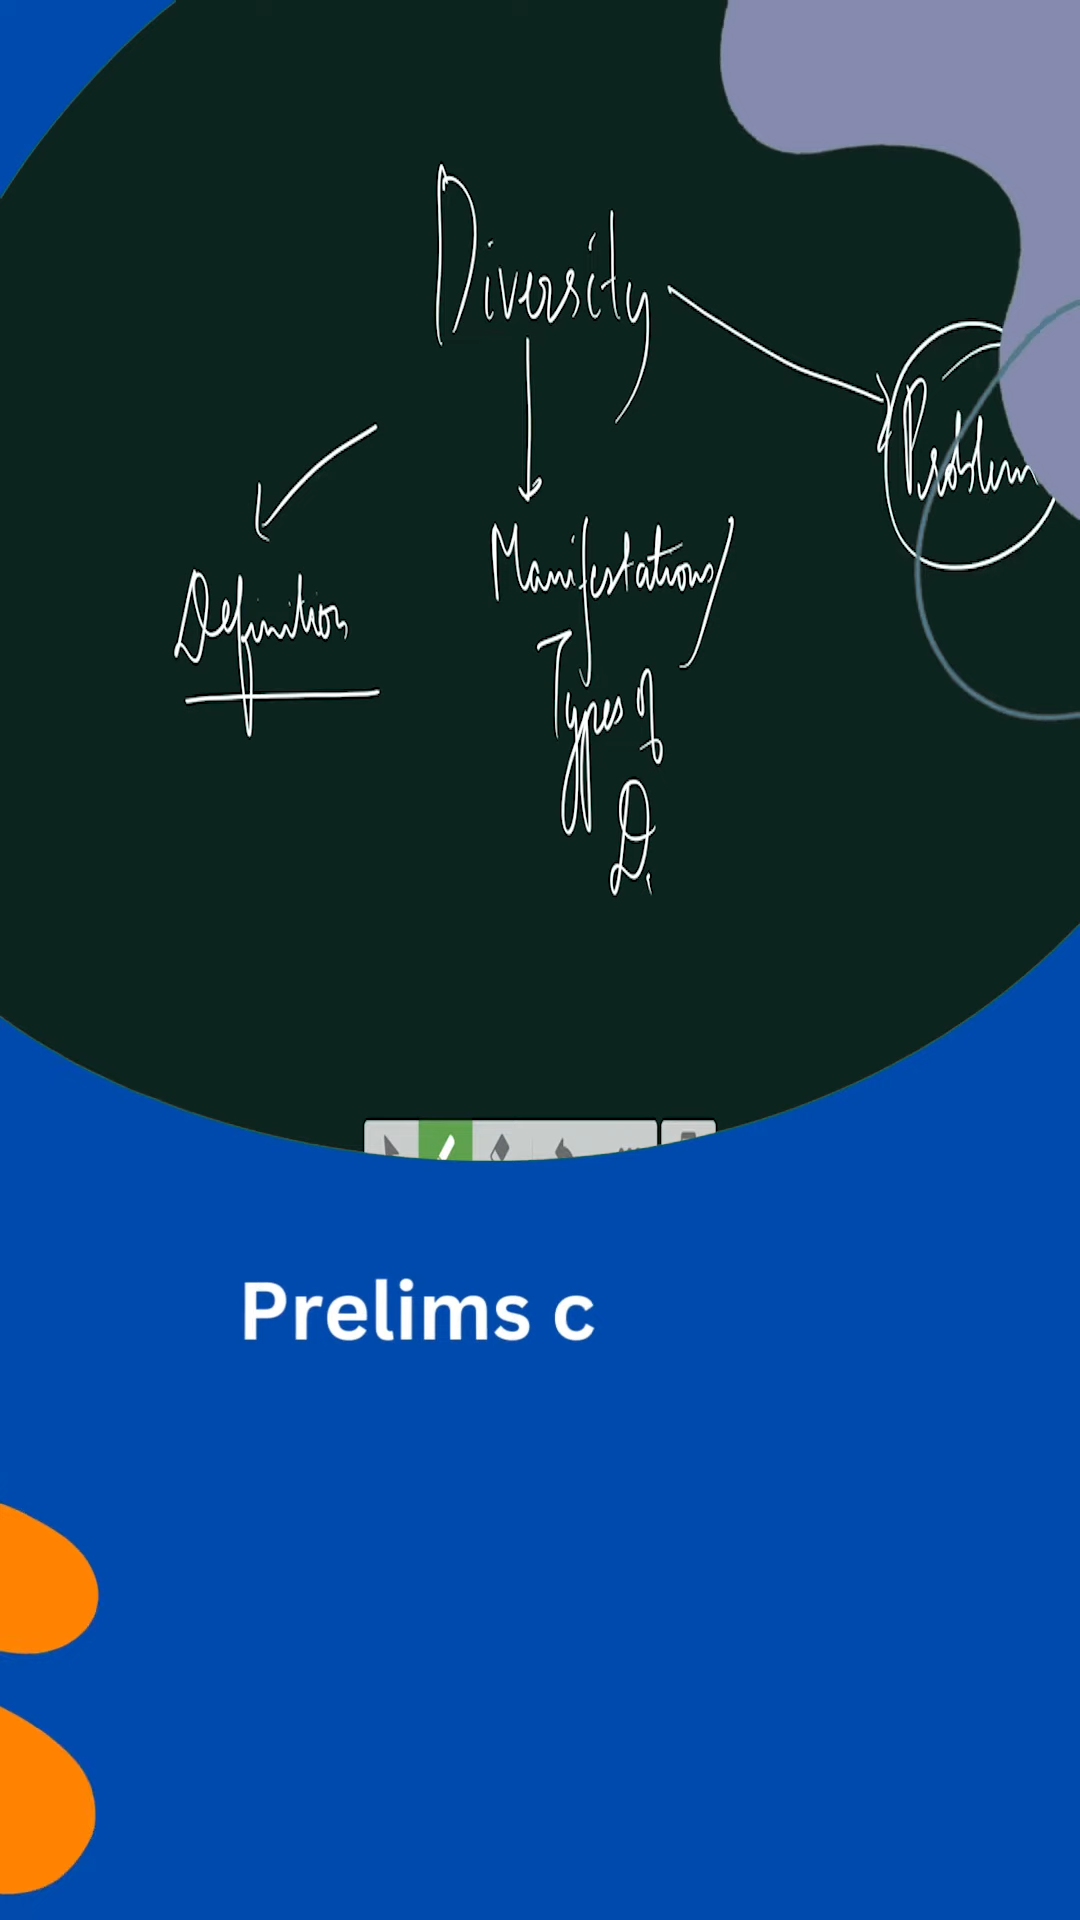 Diversity
Problem
Definition
Manifestations
Types of
D.
Prelims c